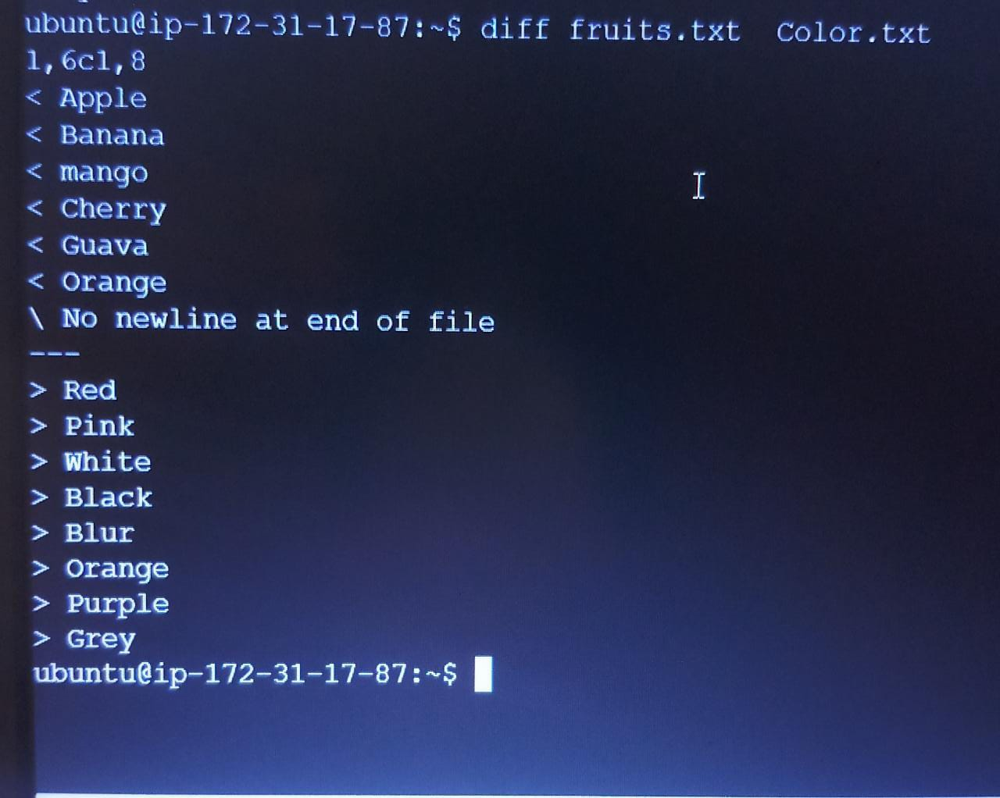 ubuntu@ip-172-31-17-87:~$ diff fruits.txt  Color.txt
1,6c1,8
< Apple
< Banana
< mango
< Cherry
< Guava
< Orange
\ No newline at end of file
---
> Red
> Pink
> White
> Black
> Blur
> Orange
> Purple
> Grey
ubuntu@ip-172-31-17-87:~$